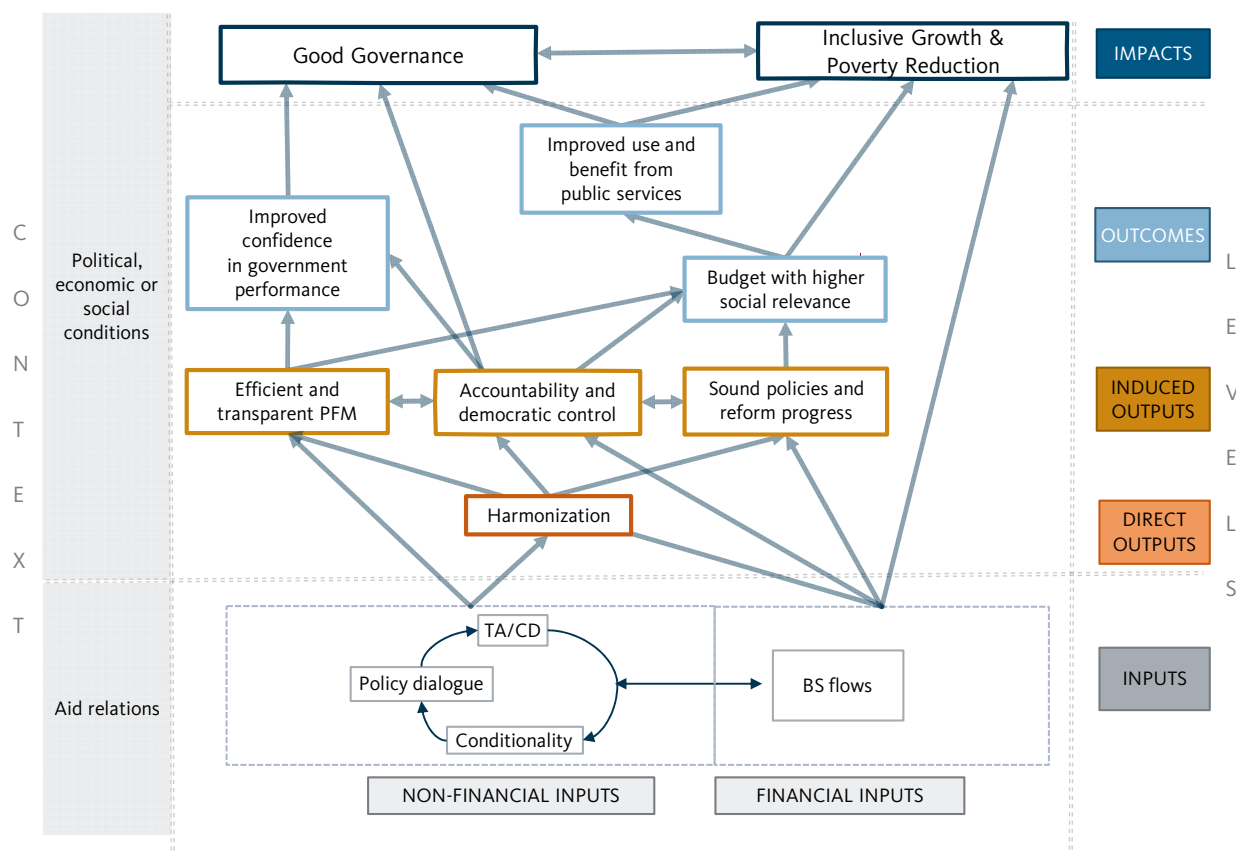 Good Governance
Inclusive Growth &
Poverty Reduction
IMPACTS
Improved use and
benefit from
public services
Improved
confidence
in government
performance
OUTCOMES
Budget with higher
social relevance
Political,
economic or
social
conditions
Efficient and
transparent PFM
Accountability and
democratic control
Sound policies and
reform progress
INDUCED
OUTPUTS
Harmonization
DIRECT
OUTPUTS
TA/CD
Policy dialogue
Conditionality
BS flows
INPUTS
Aid relations
NON-FINANCIAL INPUTS
FINANCIAL INPUTS
C
O
N
T
E
X
T
L
E
V
E
L
S